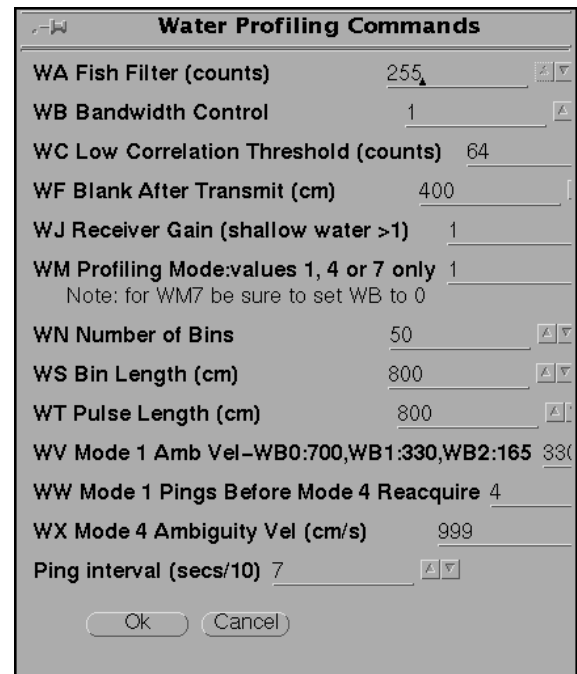 Water Profiling Commands
WA Fish Filter (counts) 255
WB Bandwidth Control 1
WC Low Correlation Threshold (counts) 64
WF Blank After Transmit (cm) 400
WJ Receiver Gain (shallow water >1) 1
WM Profiling Mode:values 1, 4 or 7 only 1
Note: for WM7 be sure to set WB to 0
WN Number of Bins 50
WS Bin Length (cm) 800
WT Pulse Length (cm) 800
WV Mode 1 Amb Vel-WB0:700,WB1:330,WB2:165 330
WW Mode 1 Pings Before Mode 4 Reacquire 4
WX Mode 4 Ambiguity Vel (cm/s) 999
Ping interval (secs/10) 7
Ok Cancel